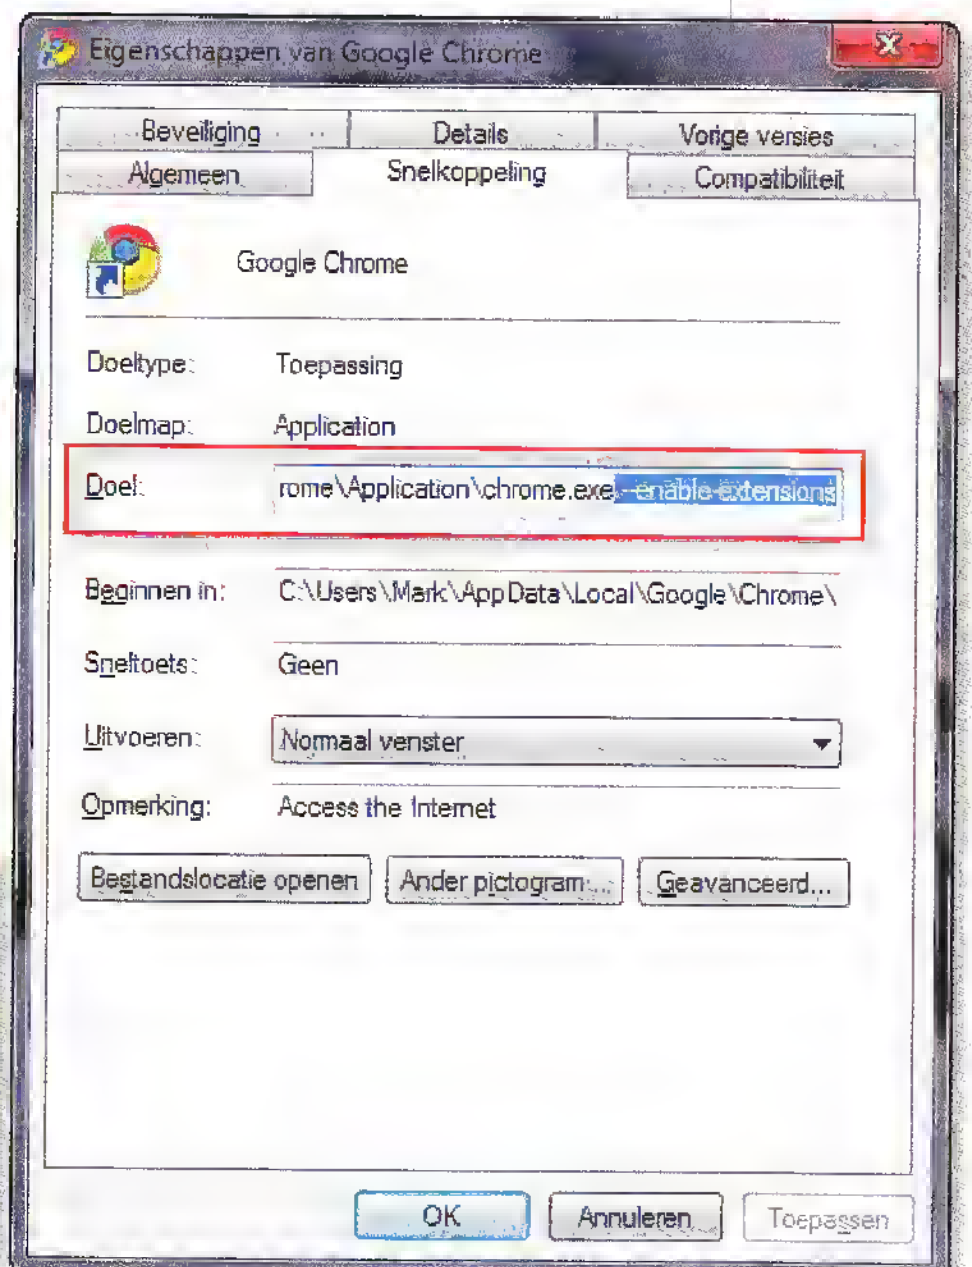 Eigenschappen van Google Chrome
Beveiliging Details Vorige versies
Algemeen Snelkoppeling Compatibiliteit
Google Chrome
Doeltype: Toepassing
Doelmap: Application
Doel: rome\Application\chrome.exe --enable-extensions
Beginnen in: C:\Users\Mark\AppData\Local\Google\Chrome\
Sneltoets: Geen
Uitvoeren: Normaal venster
Opmerking: Access the Internet
Bestandslocatie openen Ander pictogram... Geavanceerd...
OK Annuleren Toepassen